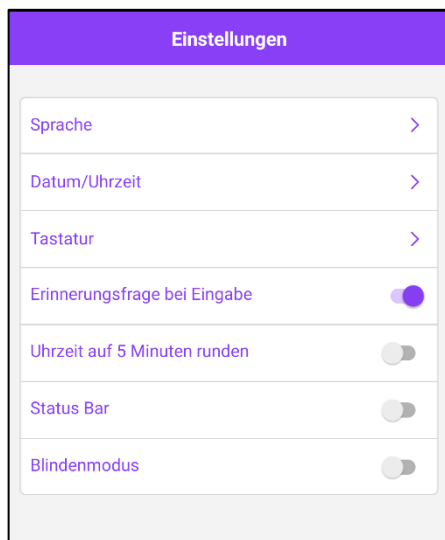 Einstellungen
Sprache
Datum/Uhrzeit
Tastatur
Erinnerungsfrage bei Eingabe
Uhrzeit auf 5 Minuten runden
Status Bar
Blindenmodus